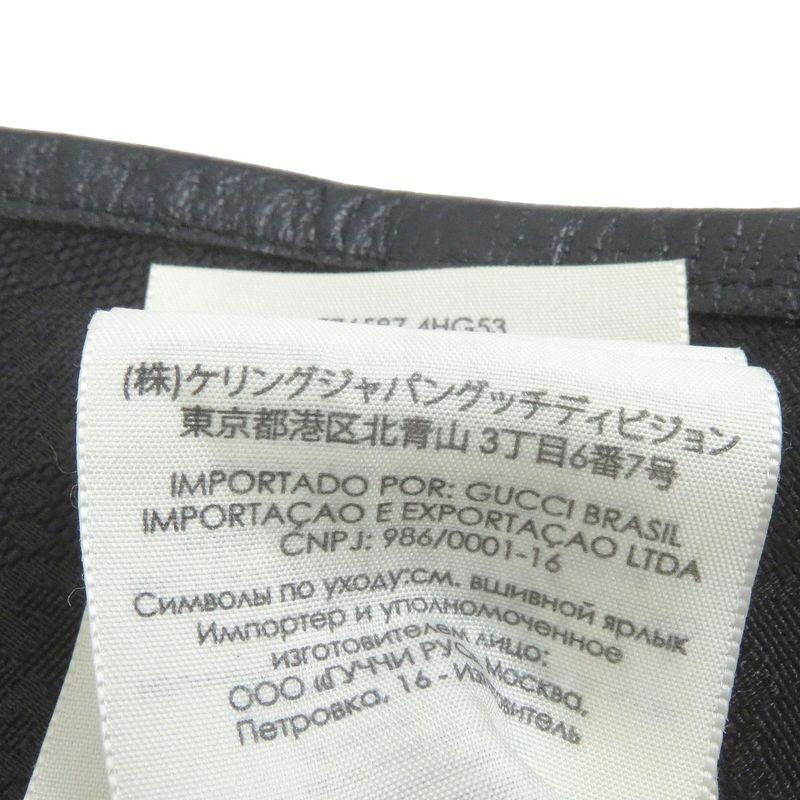 4HG53
(株)ケリングジャパングッチディビジョン
東京都港区北青山 3丁目6番7号
IMPORTADO POR: GUCCI BRASIL
IMPORTAÇAO E EXPORTAÇAO LTDA
CNPJ: 986/0001-16
Символы по уходу:см. вшивной ярлык
Импортер и уполномоченное
изготовителем лицо:
ООО «ГУЧЧИ РУС» Москва,
Петровка, 16 - Изготовитель